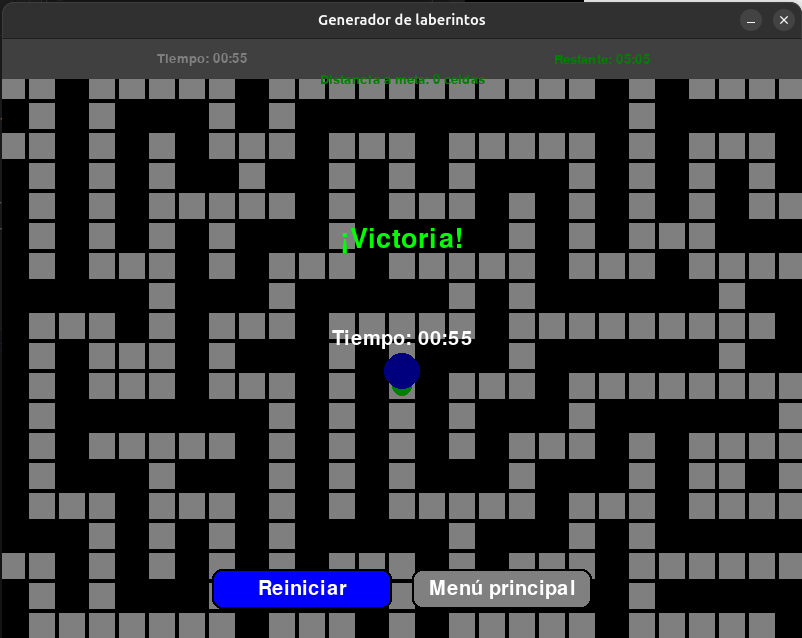 Generador de laberintos
Tiempo: 00:55
Restante: 05:05
Distancia a meta: 0 celdas
¡Victoria!
Tiempo: 00:55
Reiniciar
Menú principal